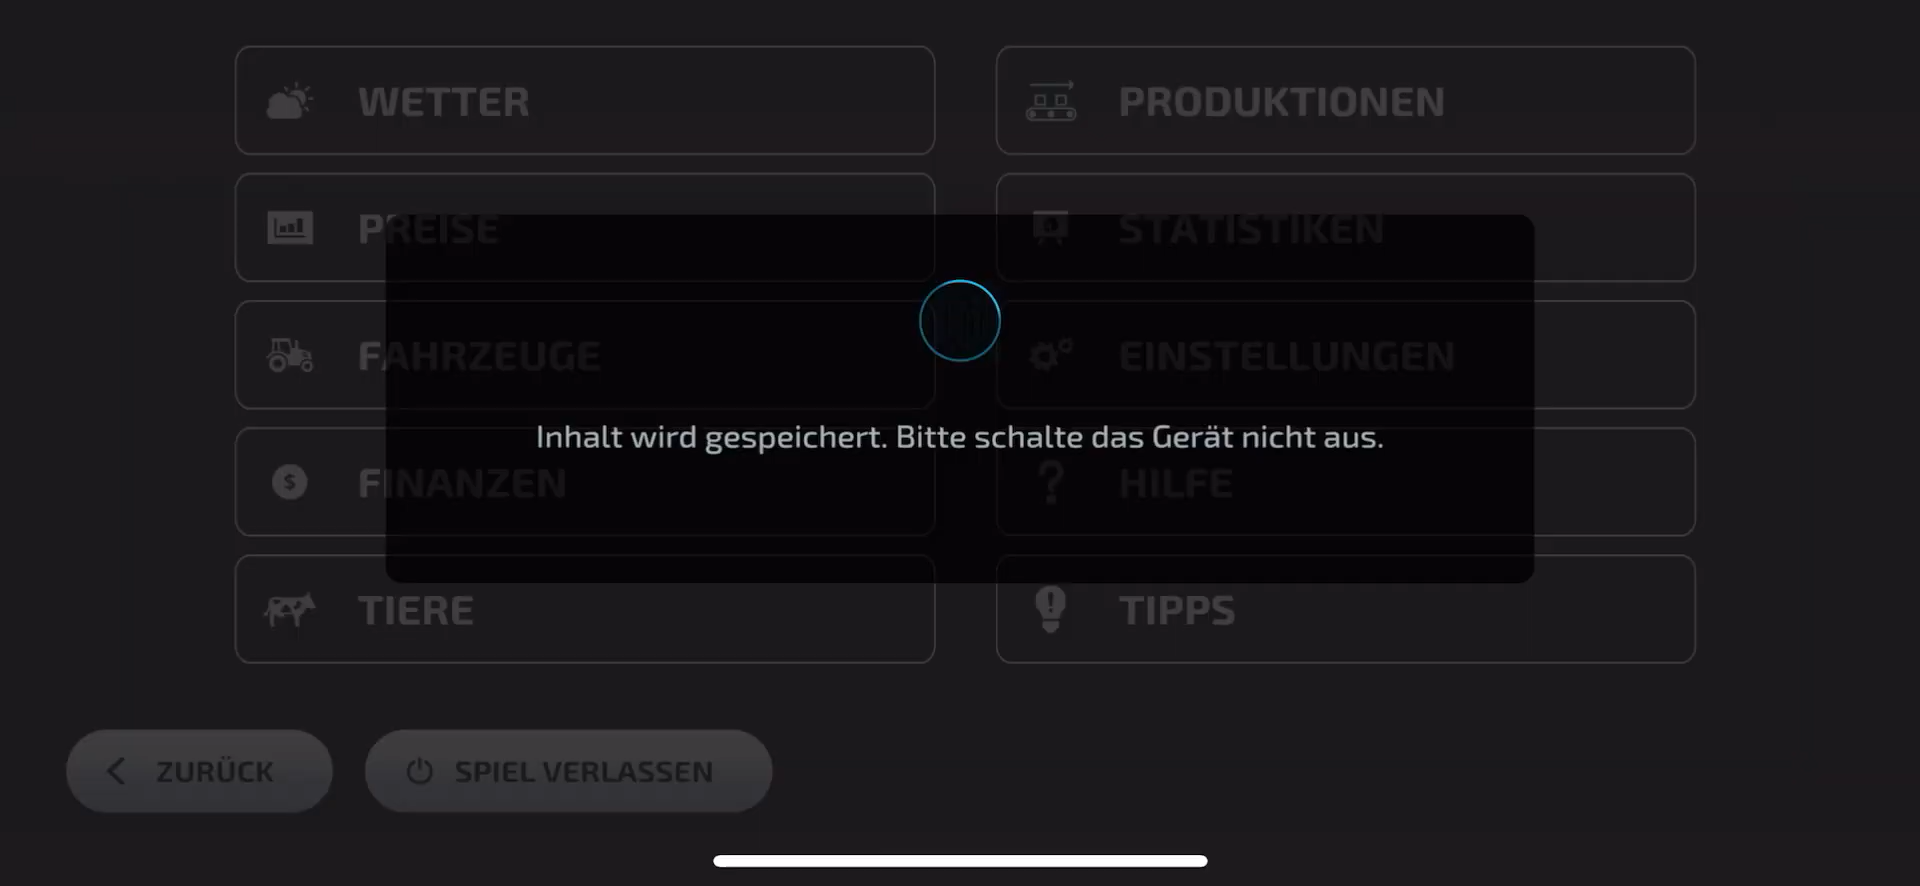 WETTER
PRODUKTIONEN
PREISE
STATISTIKEN
FAHRZEUGE
EINSTELLUNGEN
Inhalt wird gespeichert. Bitte schalte das Gerät nicht aus.
FINANZEN
HILFE
TIERE
TIPPS
ZURÜCK
SPIEL VERLASSEN